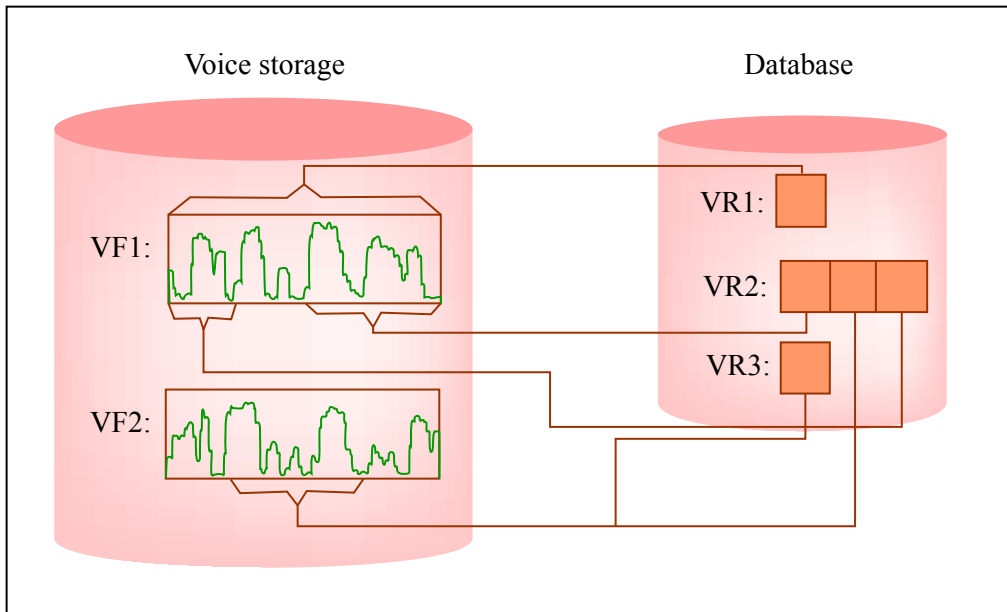 Voice storage
Database
VF1:
VR1:
VR2:
VR3:
VF2: